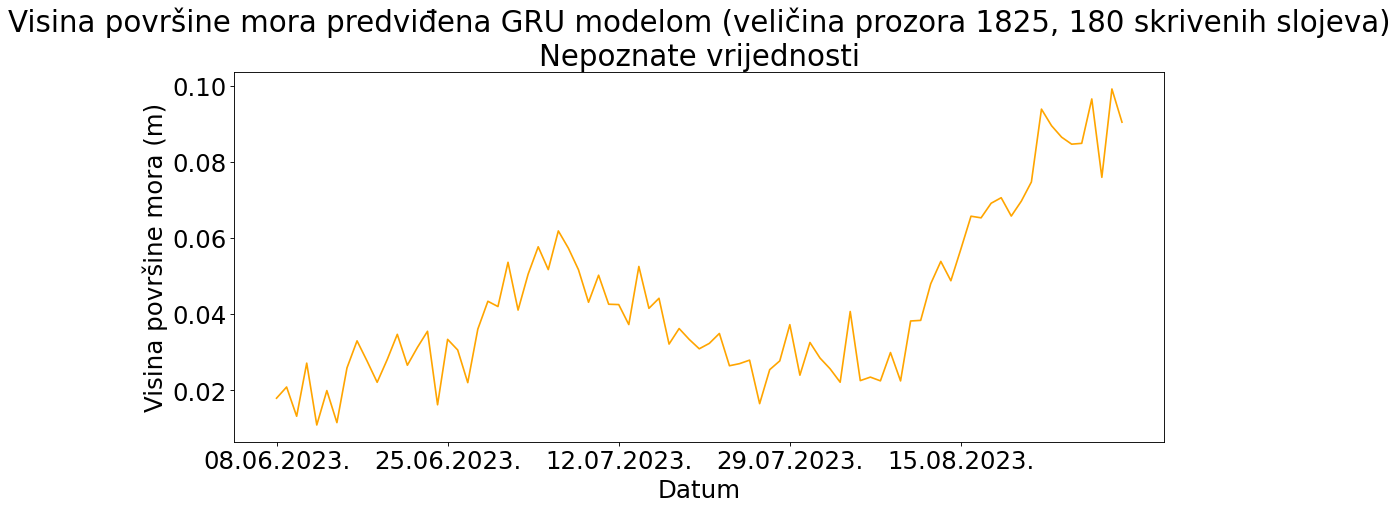 Visina površine mora predviđena GRU modelom (veličina prozora 1825, 180 skrivenih slojeva)
Nepoznate vrijednosti
Visina površine mora (m)
0.10
0.08
0.06
0.04
0.02
08.06.2023. 25.06.2023. 12.07.2023. 29.07.2023. 15.08.2023.
Datum